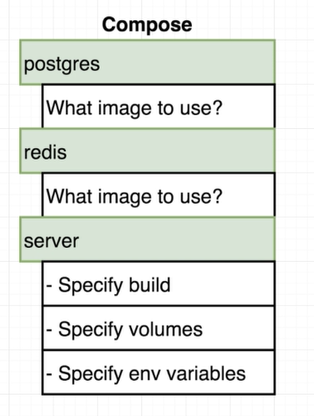 Compose
postgres
What image to use?
redis
What image to use?
server
- Specify build
- Specify volumes
- Specify env variables